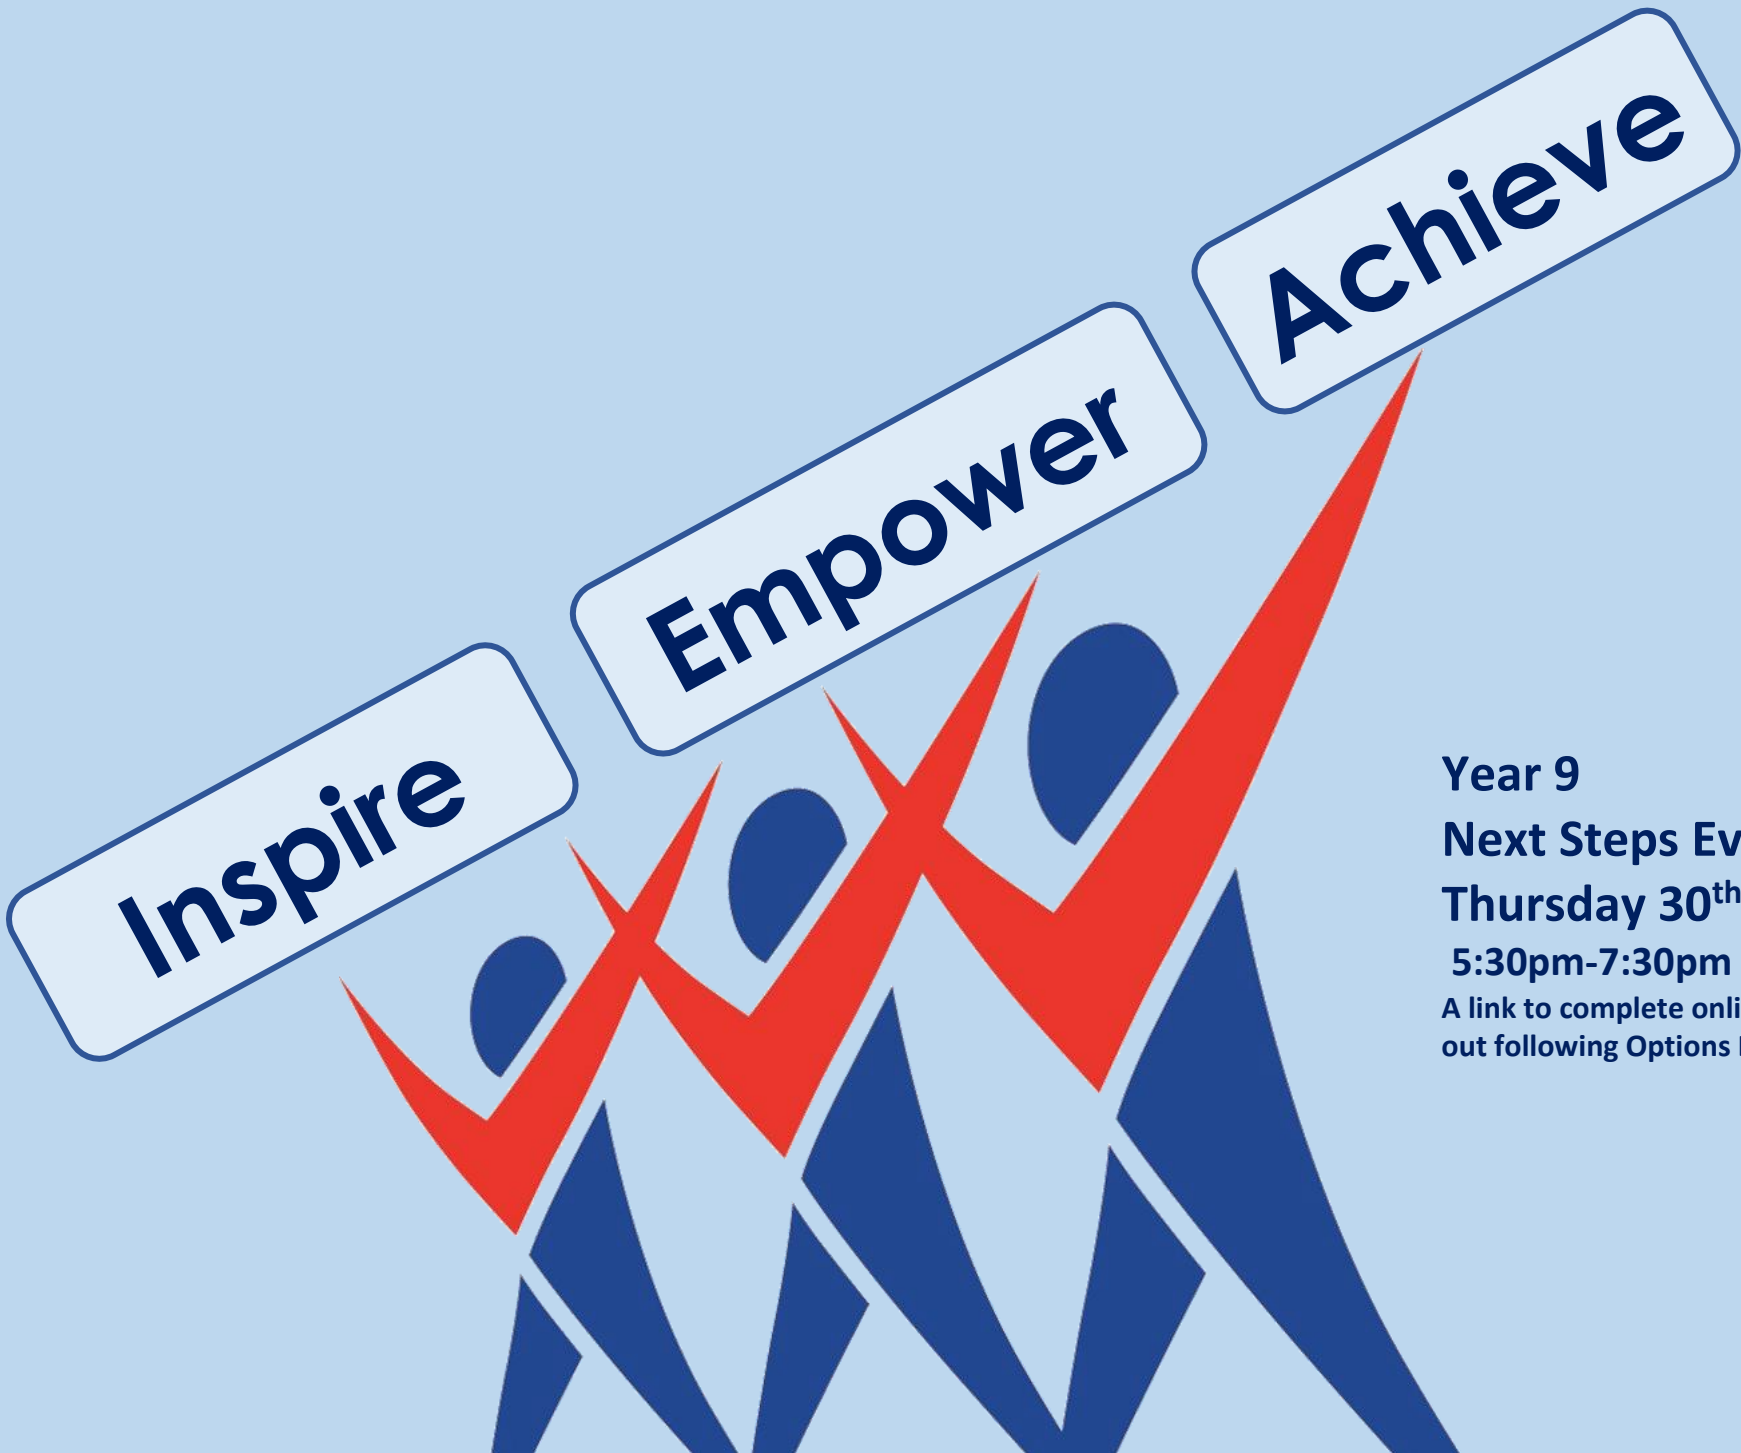 Achieve
Empower
Inspire
Year 9
Next Steps Ev
Thursday 30th
5:30pm-7:30pm
A link to complete onli
out following Options